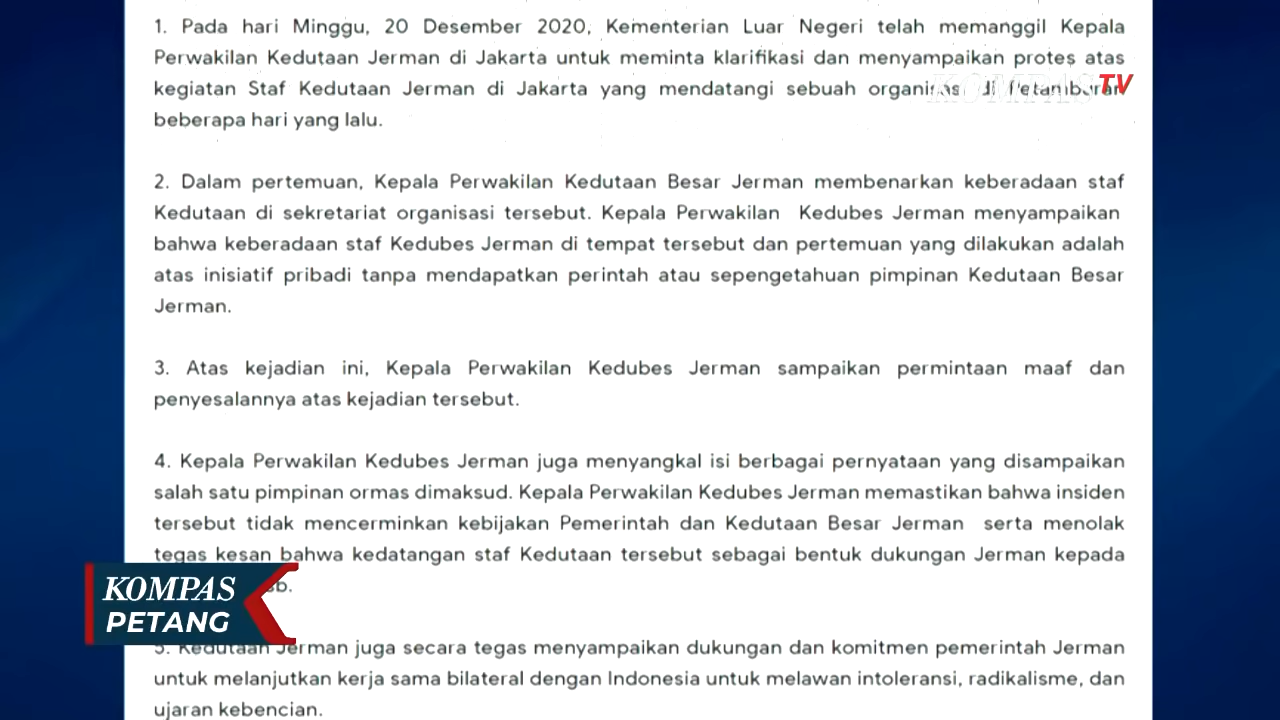 1. Pada hari Minggu, 20 Desember 2020, Kementerian Luar Negeri telah memanggil Kepala
Perwakilan Kedutaan Jerman di Jakarta untuk meminta klarifikasi dan menyampaikan protes atas
kegiatan Staf Kedutaan Jerman di Jakarta yang mendatangi sebuah organisasi di Petamburan
beberapa hari yang lalu.
KOMPAS TV
2. Dalam pertemuan, Kepala Perwakilan Kedutaan Besar Jerman membenarkan keberadaan staf
Kedutaan di sekretariat organisasi tersebut. Kepala Perwakilan Kedubes Jerman menyampaikan
bahwa keberadaan staf Kedubes Jerman di tempat tersebut dan pertemuan yang dilakukan adalah
atas inisiatif pribadi tanpa mendapatkan perintah atau sepengetahuan pimpinan Kedutaan Besar
Jerman.
3. Atas kejadian ini, Kepala Perwakilan Kedubes Jerman sampaikan permintaan maaf dan
penyesalannya atas kejadian tersebut.
4. Kepala Perwakilan Kedubes Jerman juga menyangkal isi berbagai pernyataan yang disampaikan
salah satu pimpinan ormas dimaksud. Kepala Perwakilan Kedubes Jerman memastikan bahwa insiden
tersebut tidak mencerminkan kebijakan Pemerintah dan Kedutaan Besar Jerman serta menolak
tegas kesan bahwa kedatangan staf Kedutaan tersebut sebagai bentuk dukungan Jerman kepada
KOMPAS
PETANG
5. Kedutaan Jerman juga secara tegas menyampaikan dukungan dan komitmen pemerintah Jerman
untuk melanjutkan kerja sama bilateral dengan Indonesia untuk melawan intoleransi, radikalisme, dan
ujaran kebencian.